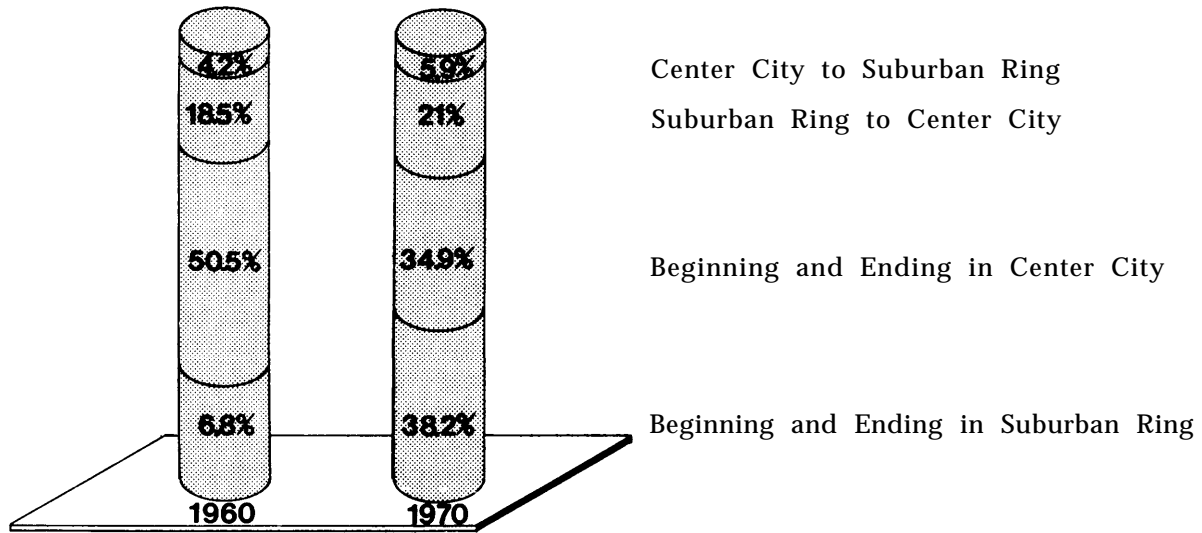 4.2% 5.9% Center City to Suburban Ring
18.5% 21% Suburban Ring to Center City
50.5% 34.9% Beginning and Ending in Center City
6.8% 38.2% Beginning and Ending in Suburban Ring
1960 1970